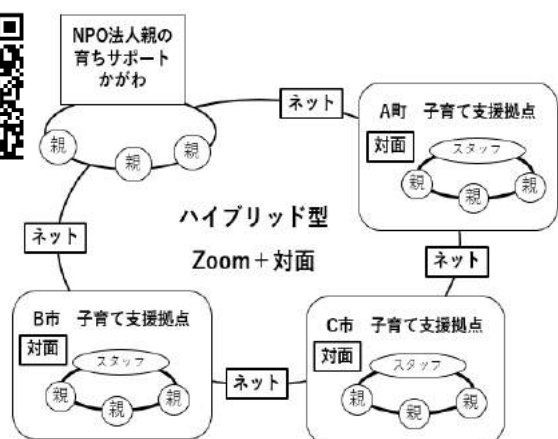 NPO法人親の
育ちサポート
かがわ
親
親
親
ネット
A町 子育て支援拠点
対面
スタッフ
親
親
親
ハイブリッド型
Zoom＋対面
ネット
ネット
B市 子育て支援拠点
対面
スタッフ
親
親
親
ネット
C市 子育て支援拠点
対面
スタッフ
親
親
親